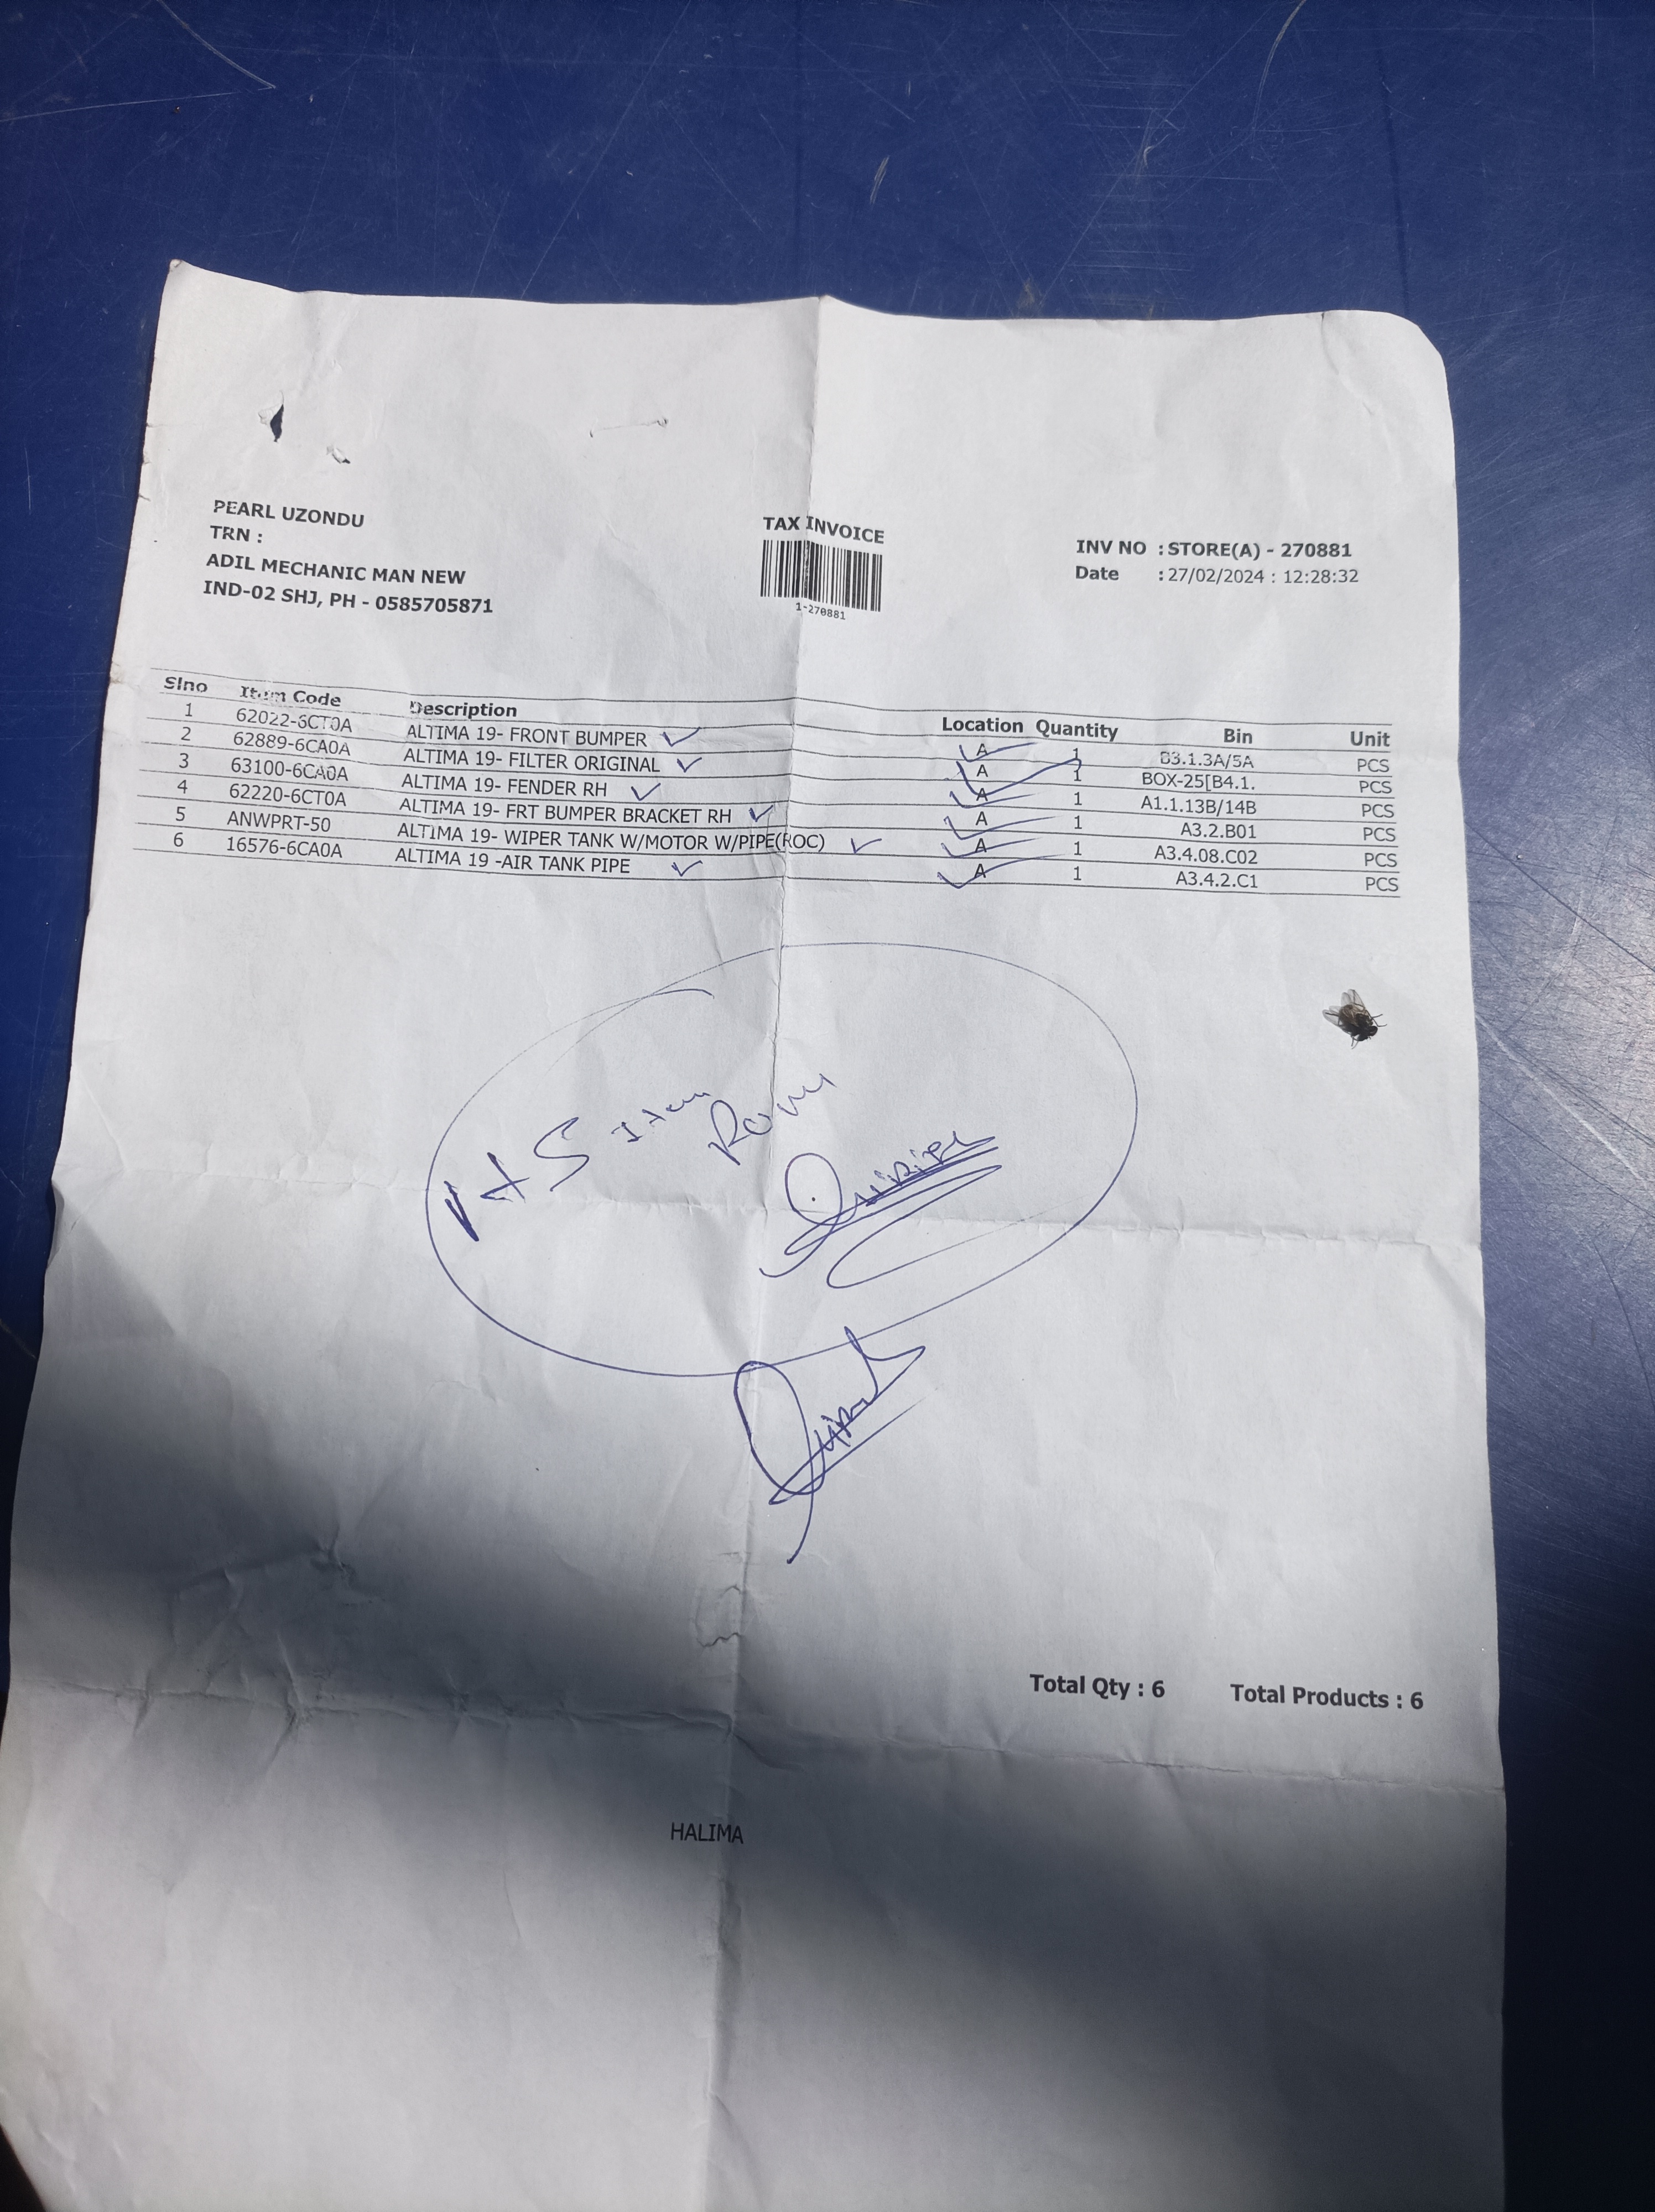 PEARL UZONDU
TRN :
ADIL MECHANIC MAN NEW
IND-02 SHJ, PH - 0585705871
TAX INVOICE
1-270881
INV NO : STORE(A) - 270881
Date : 27/02/2024 : 12:28:32
Slno Item Code Description Location Quantity Bin Unit
1 62022-6CT0A ALTIMA 19- FRONT BUMPER A 1 B3.1.3A/5A PCS
2 62889-6CA0A ALTIMA 19- FILTER ORIGINAL A 1 BOX-25[B4.1. PCS
3 63100-6CA0A ALTIMA 19- FENDER RH A 1 A1.1.13B/14B PCS
4 62220-6CT0A ALTIMA 19- FRT BUMPER BRACKET RH A 1 A3.2.B01 PCS
5 ANWPRT-50 ALTIMA 19- WIPER TANK W/MOTOR W/PIPE(ROC) A 1 A3.4.08.C02 PCS
6 16576-6CA0A ALTIMA 19 -AIR TANK PIPE A 1 A3.4.2.C1 PCS
Total Qty : 6 Total Products : 6
HALIMA